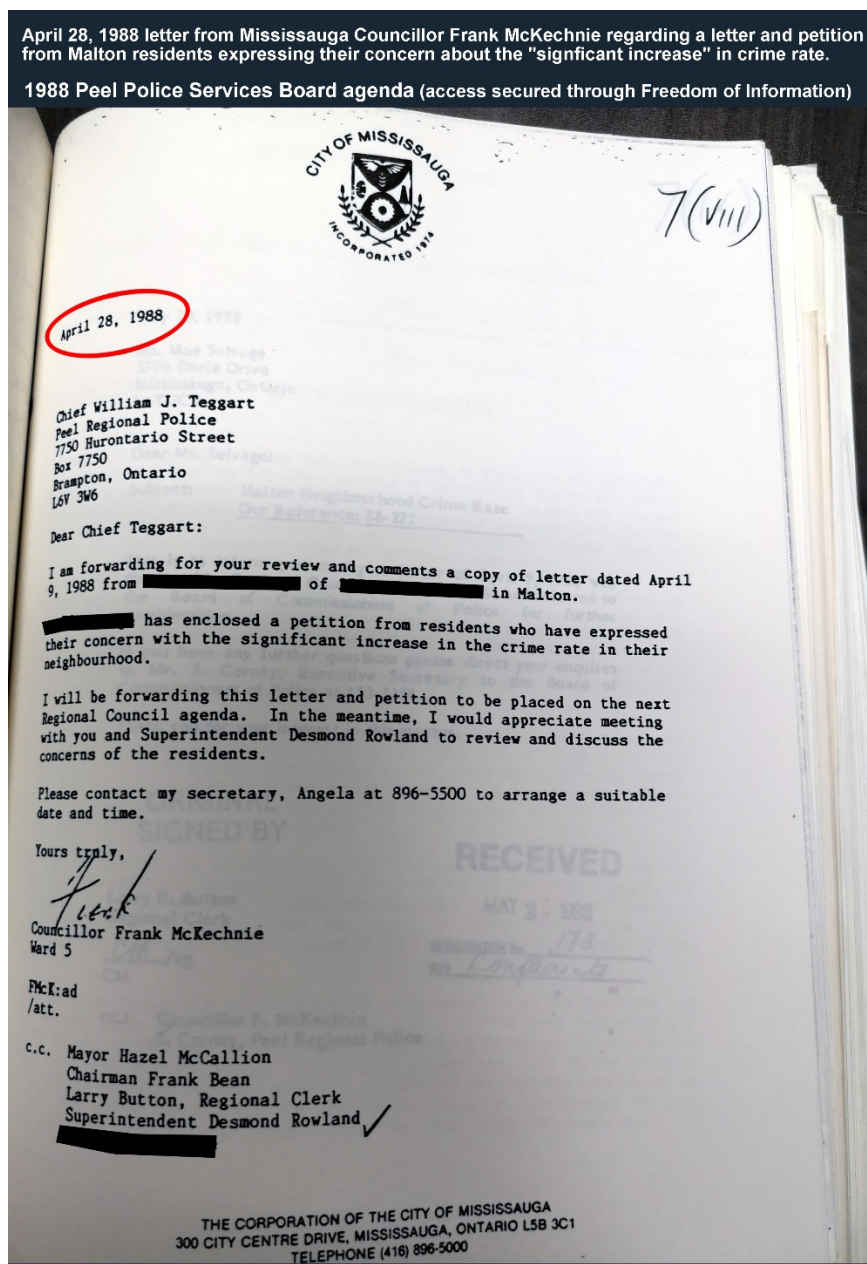 April 28, 1988 letter from Mississauga Councillor Frank McKechnie regarding a letter and petition
from Malton residents expressing their concern about the "signficant increase" in crime rate.
1988 Peel Police Services Board agenda (access secured through Freedom of Information)
CITY OF MISSISSAUGA
INCORPORATED 1974
7(VIII)
April 28, 1988
Chief William J. Teggart
Peel Regional Police
7750 Hurontario Street
Box 7750
Brampton, Ontario
L6V 3W6
Dear Chief Teggart:
I am forwarding for your review and comments a copy of letter dated April
9, 1988 from of in Malton.
has enclosed a petition from residents who have expressed
their concern with the significant increase in the crime rate in their
neighbourhood.
I will be forwarding this letter and petition to be placed on the next
Regional Council agenda. In the meantime, I would appreciate meeting
with you and Superintendent Desmond Rowland to review and discuss the
concerns of the residents.
Please contact my secretary, Angela at 896-5500 to arrange a suitable
date and time.
Yours truly,
Frank
Councillor Frank McKechnie
Ward 5
FMcK:ad
/att.
c.c. Mayor Hazel McCallion
Chairman Frank Bean
Larry Button, Regional Clerk
Superintendent Desmond Rowland
THE CORPORATION OF THE CITY OF MISSISSAUGA
300 CITY CENTRE DRIVE, MISSISSAUGA, ONTARIO L5B 3C1
TELEPHONE (416) 896-5000